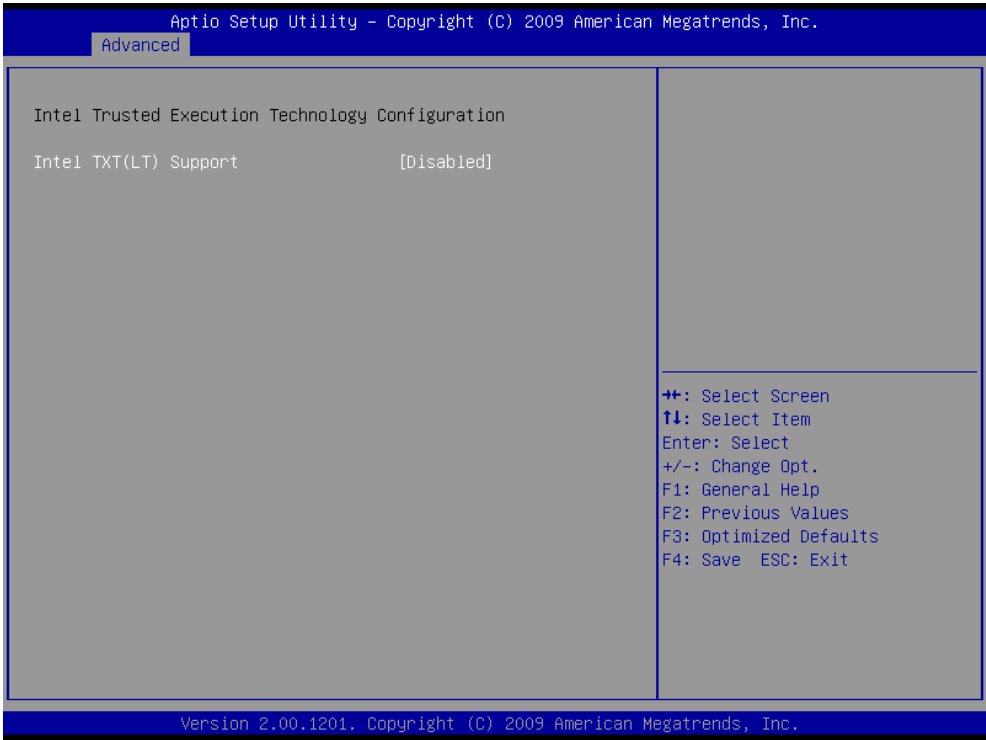 Aptio Setup Utility – Copyright (C) 2009 American Megatrends, Inc.
Advanced
Intel Trusted Execution Technology Configuration
Intel TXT(LT) Support [Disabled]
→←: Select Screen
↑↓: Select Item
Enter: Select
+/-: Change Opt.
F1: General Help
F2: Previous Values
F3: Optimized Defaults
F4: Save ESC: Exit
Version 2.00.1201. Copyright (C) 2009 American Megatrends, Inc.